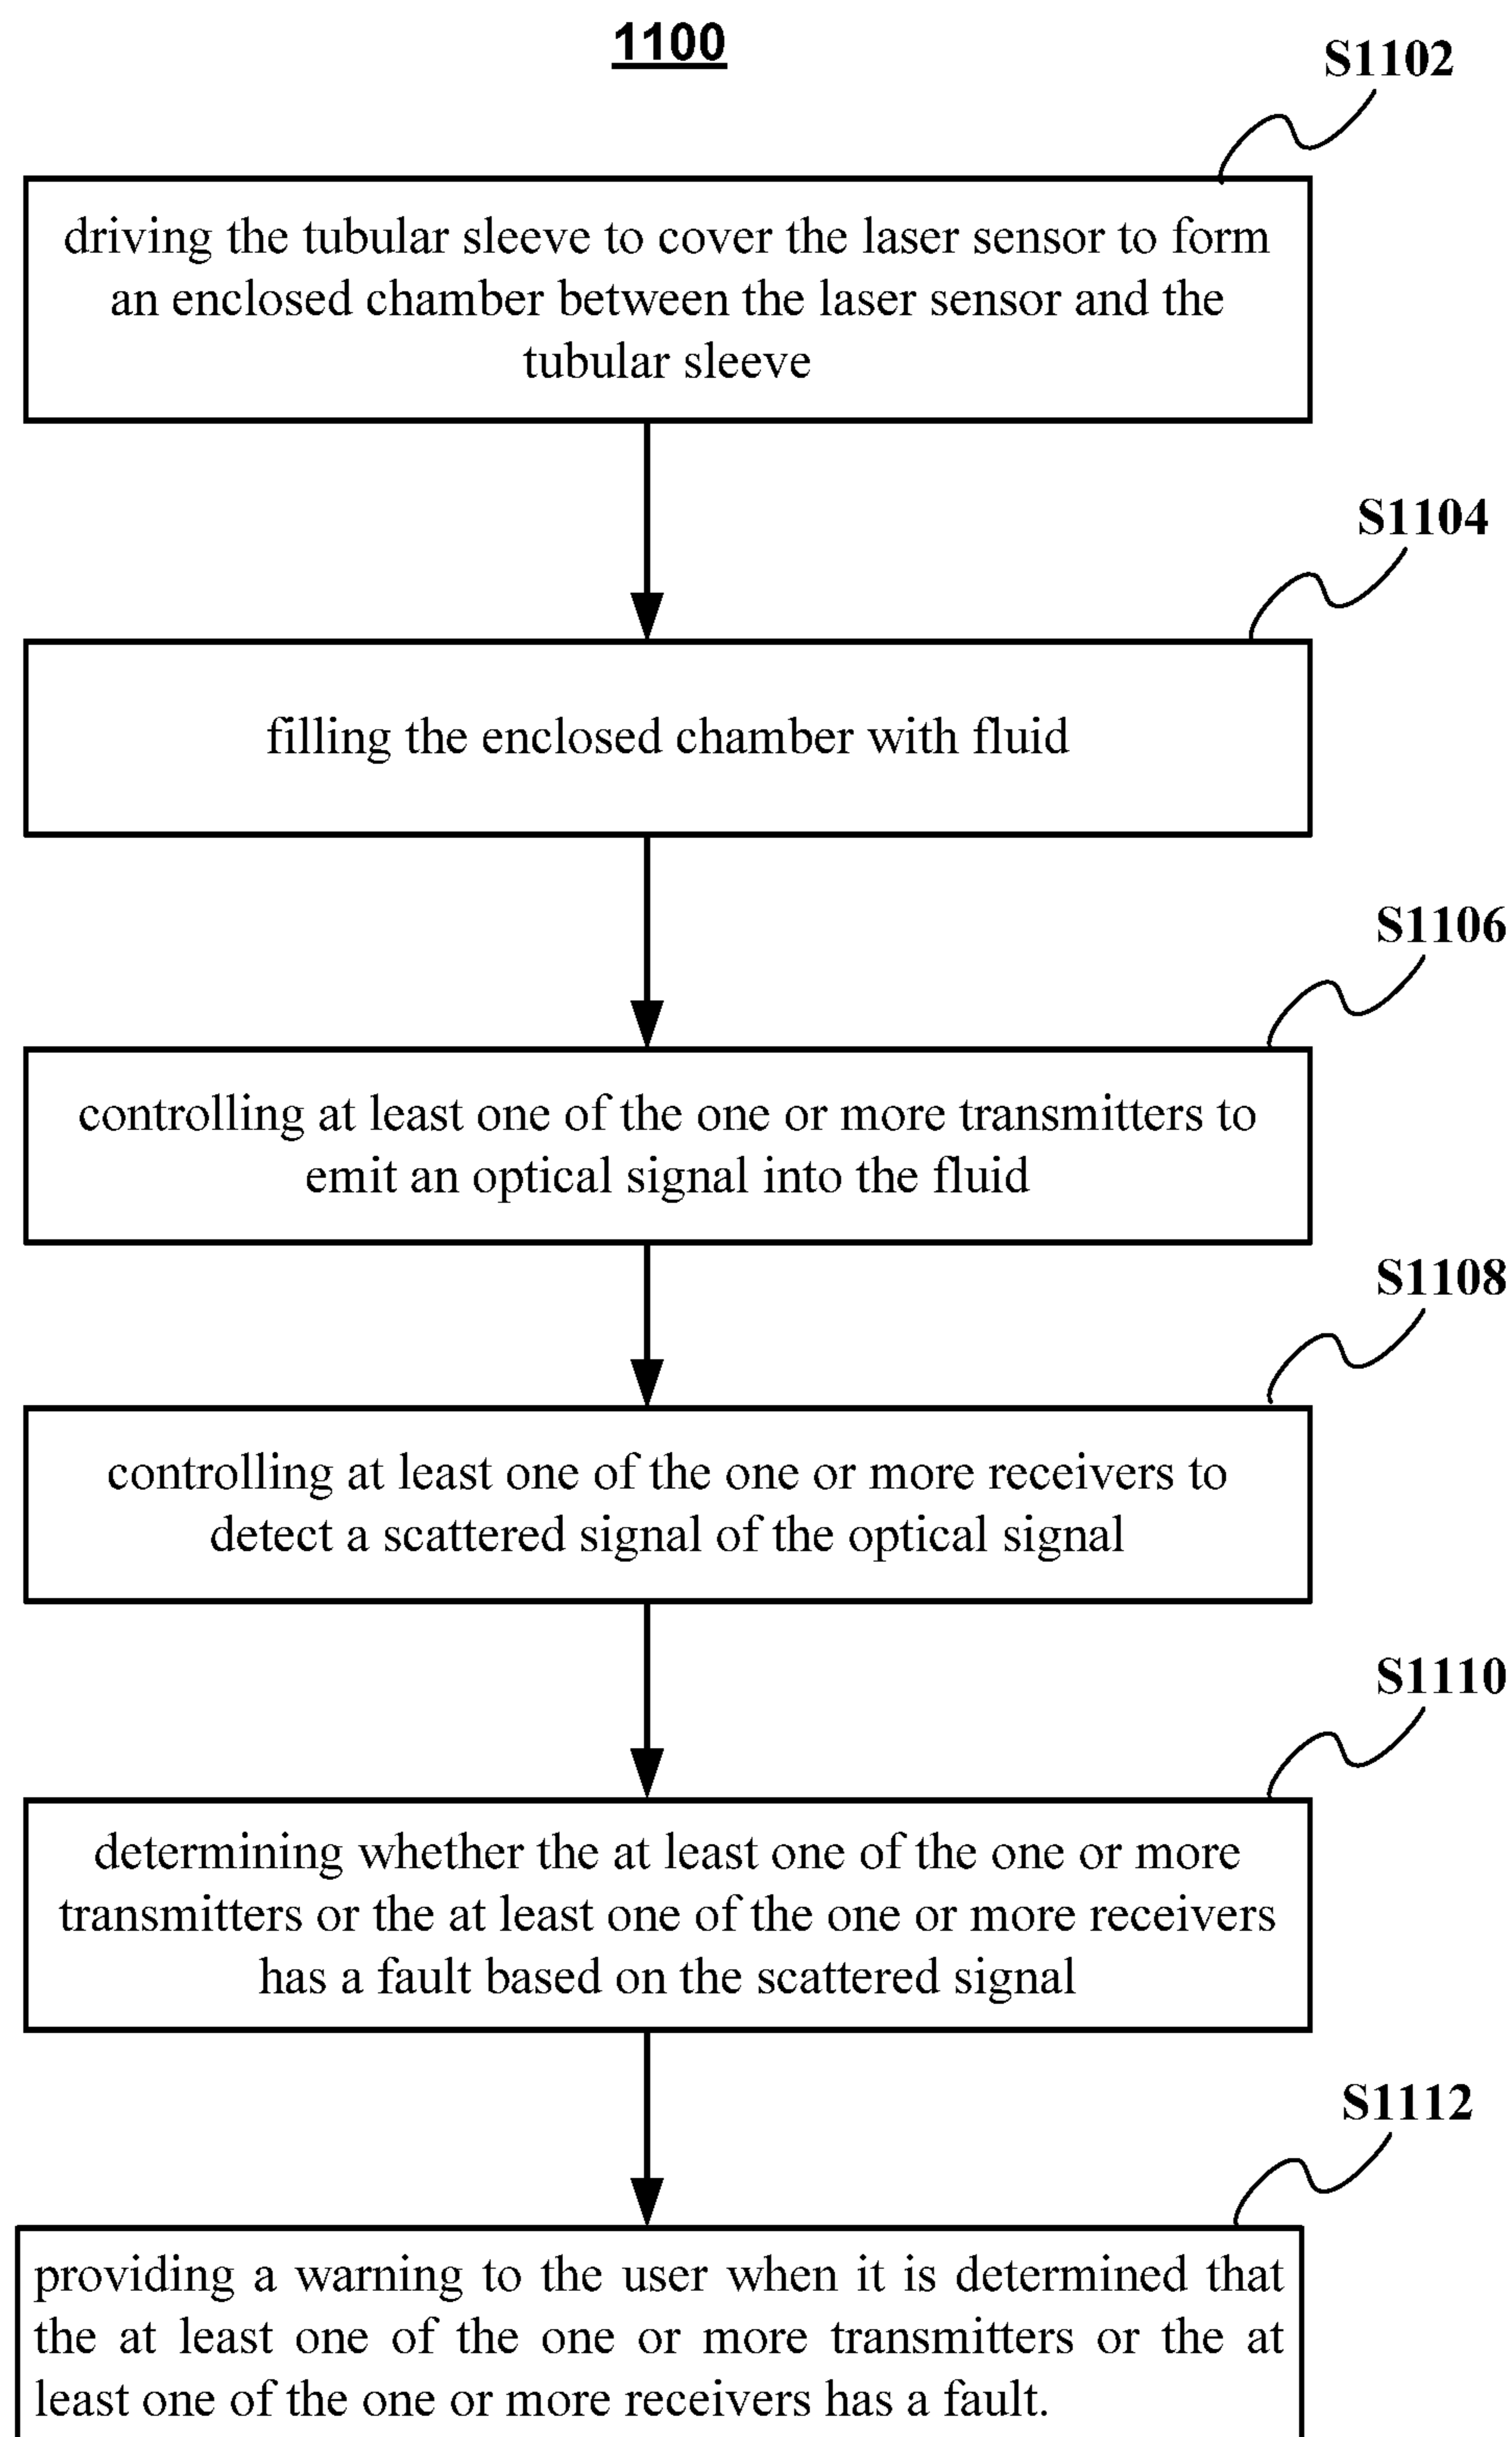 1100
S1102
driving the tubular sleeve to cover the laser sensor to form
an enclosed chamber between the laser sensor and the
tubular sleeve
S1104
filling the enclosed chamber with fluid
S1106
controlling at least one of the one or more transmitters to
emit an optical signal into the fluid
S1108
controlling at least one of the one or more receivers to
detect a scattered signal of the optical signal
S1110
determining whether the at least one of the one or more
transmitters or the at least one of the one or more receivers
has a fault based on the scattered signal
S1112
providing a warning to the user when it is determined that
the at least one of the one or more transmitters or the at
least one of the one or more receivers has a fault.